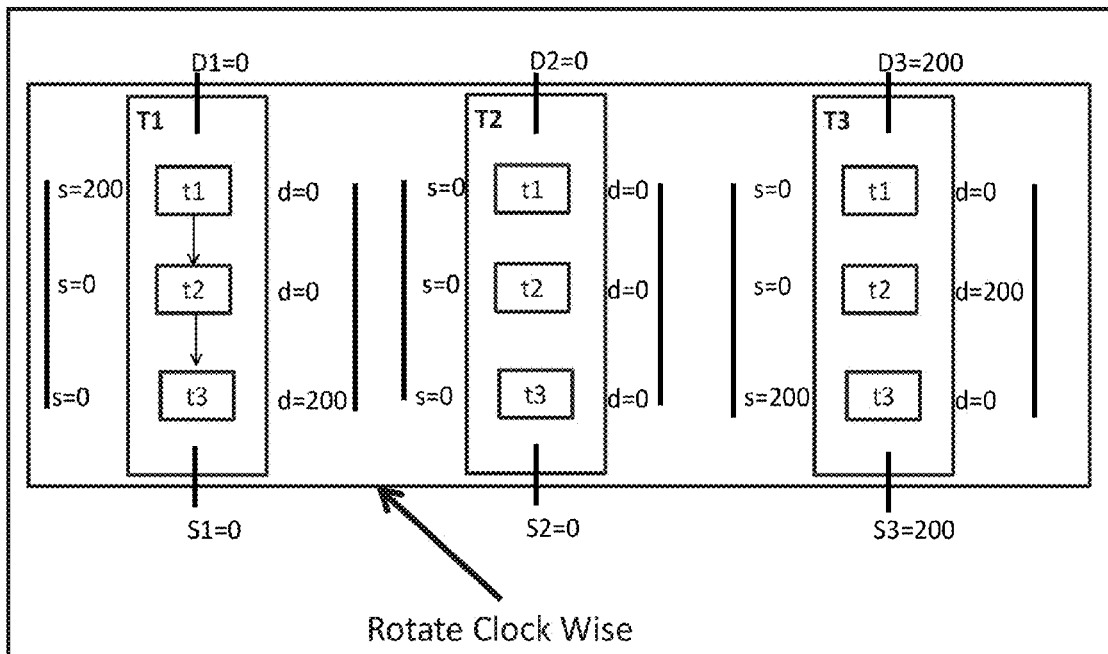 D1=0 D2=0 D3=200
T1 T2 T3
s=200 t1 d=0 s=0 t1 d=0 s=0 t1 d=0
s=0 t2 d=0 s=0 t2 d=0 s=0 t2 d=200
s=0 t3 d=200 s=0 t3 d=0 s=200 t3 d=0
S1=0 S2=0 S3=200
Rotate Clock Wise